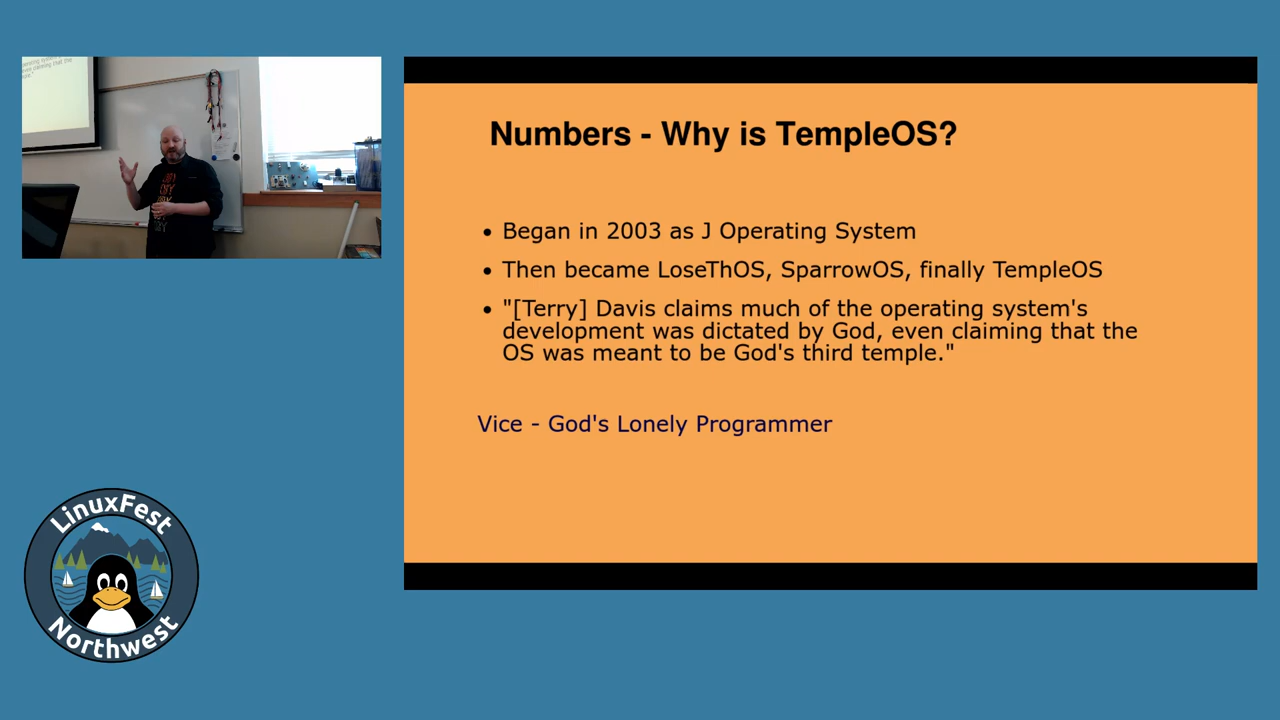 Numbers - Why is TempleOS?
• Began in 2003 as J Operating System
• Then became LoseThOS, SparrowOS, finally TempleOS
• "[Terry] Davis claims much of the operating system's
development was dictated by God, even claiming that the
OS was meant to be God's third temple."
Vice - God's Lonely Programmer
LinuxFest
Northwest